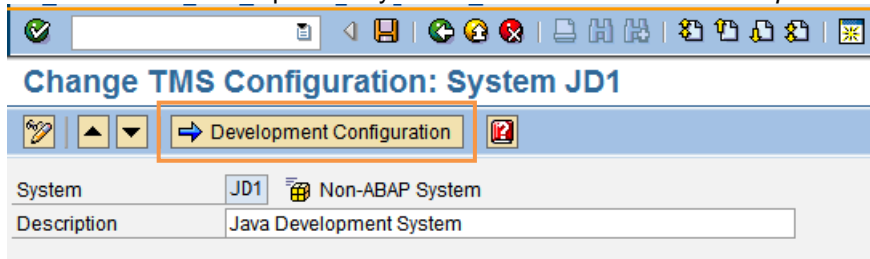 Change TMS Configuration: System JD1
Development Configuration
System JD1 Non-ABAP System
Description Java Development System